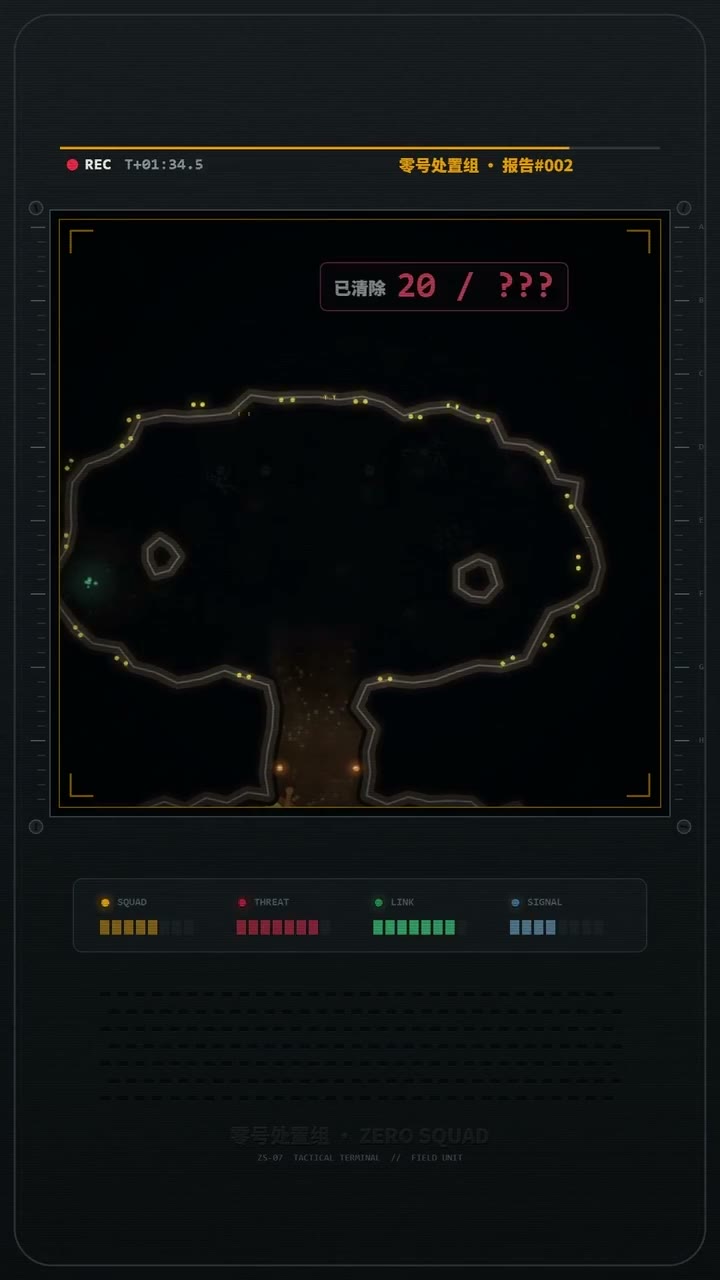 REC T+01:34.5 零号处置组 · 报告#002
已清除 20 / ???
A
B
C
D
E
F
G
H
SQUAD THREAT LINK SIGNAL
零号处置组 · ZERO SQUAD
ZS-07 TACTICAL TERMINAL // FIELD UNIT